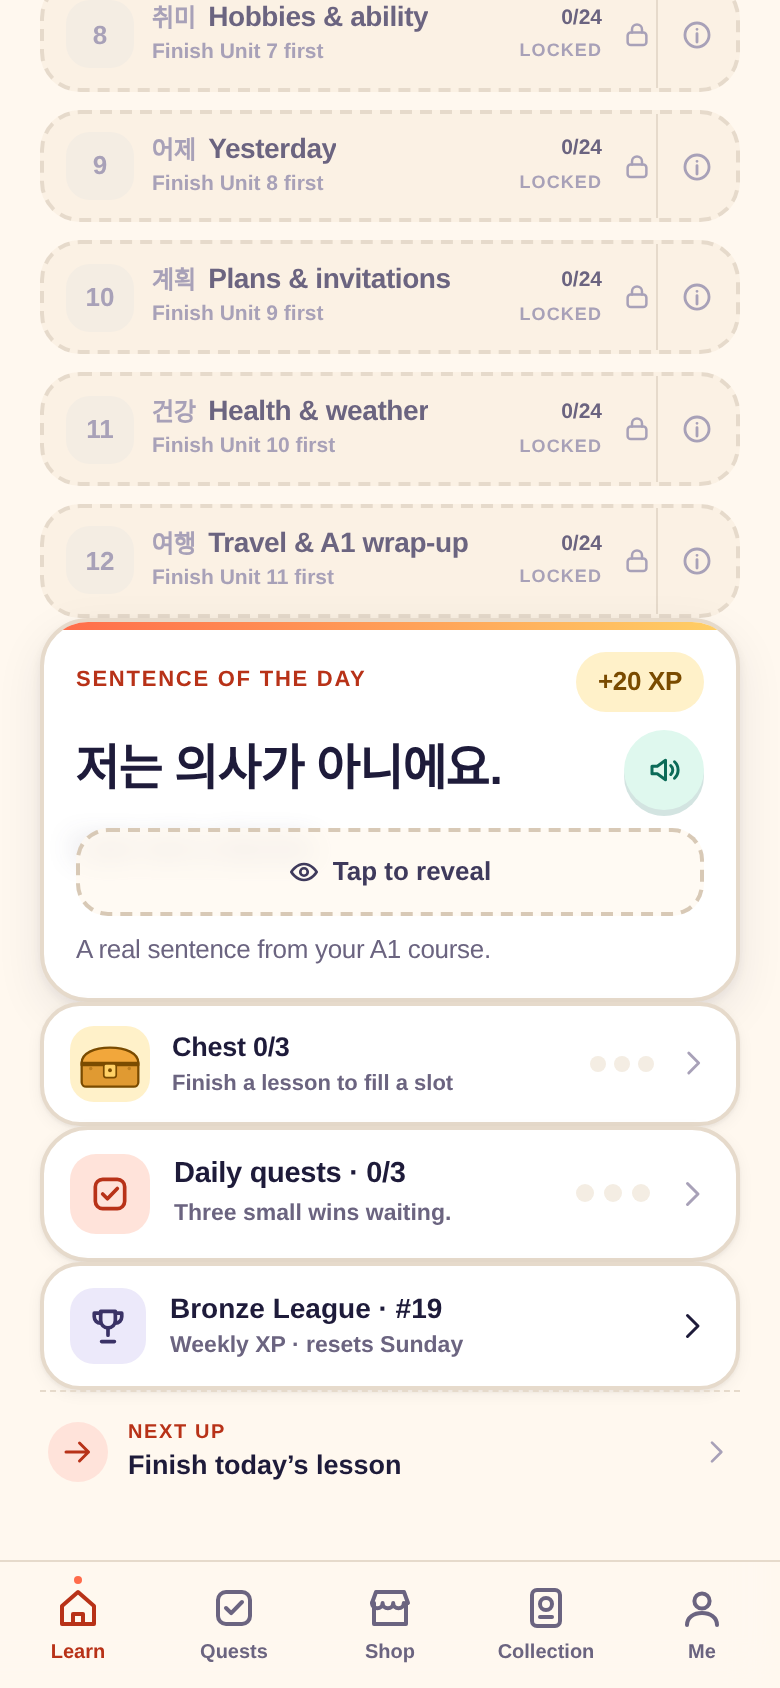 8
취미 Hobbies & ability
Finish Unit 7 first
0/24
LOCKED
9
어제 Yesterday
Finish Unit 8 first
0/24
LOCKED
10
계획 Plans & invitations
Finish Unit 9 first
0/24
LOCKED
11
건강 Health & weather
Finish Unit 10 first
0/24
LOCKED
12
여행 Travel & A1 wrap-up
Finish Unit 11 first
0/24
LOCKED
SENTENCE OF THE DAY
+20 XP
저는 의사가 아니에요.
Tap to reveal
A real sentence from your A1 course.
Chest 0/3
Finish a lesson to fill a slot
Daily quests · 0/3
Three small wins waiting.
Bronze League · #19
Weekly XP · resets Sunday
NEXT UP
Finish today’s lesson
Learn
Quests
Shop
Collection
Me